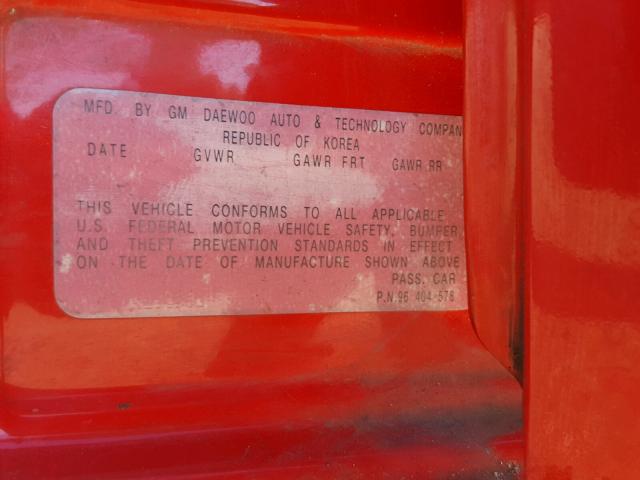 MFD. BY GM DAEWOO AUTO & TECHNOLOGY COMPAN
REPUBLIC OF KOREA
DATE GVWR GAWR FRT GAWR RR
THIS VEHICLE CONFORMS TO ALL APPLICABLE
U.S. FEDERAL MOTOR VEHICLE SAFETY, BUMPER,
AND THEFT PREVENTION STANDARDS IN EFFECT
ON THE DATE OF MANUFACTURE SHOWN ABOVE
PASS. CAR
P.N.96 404 578